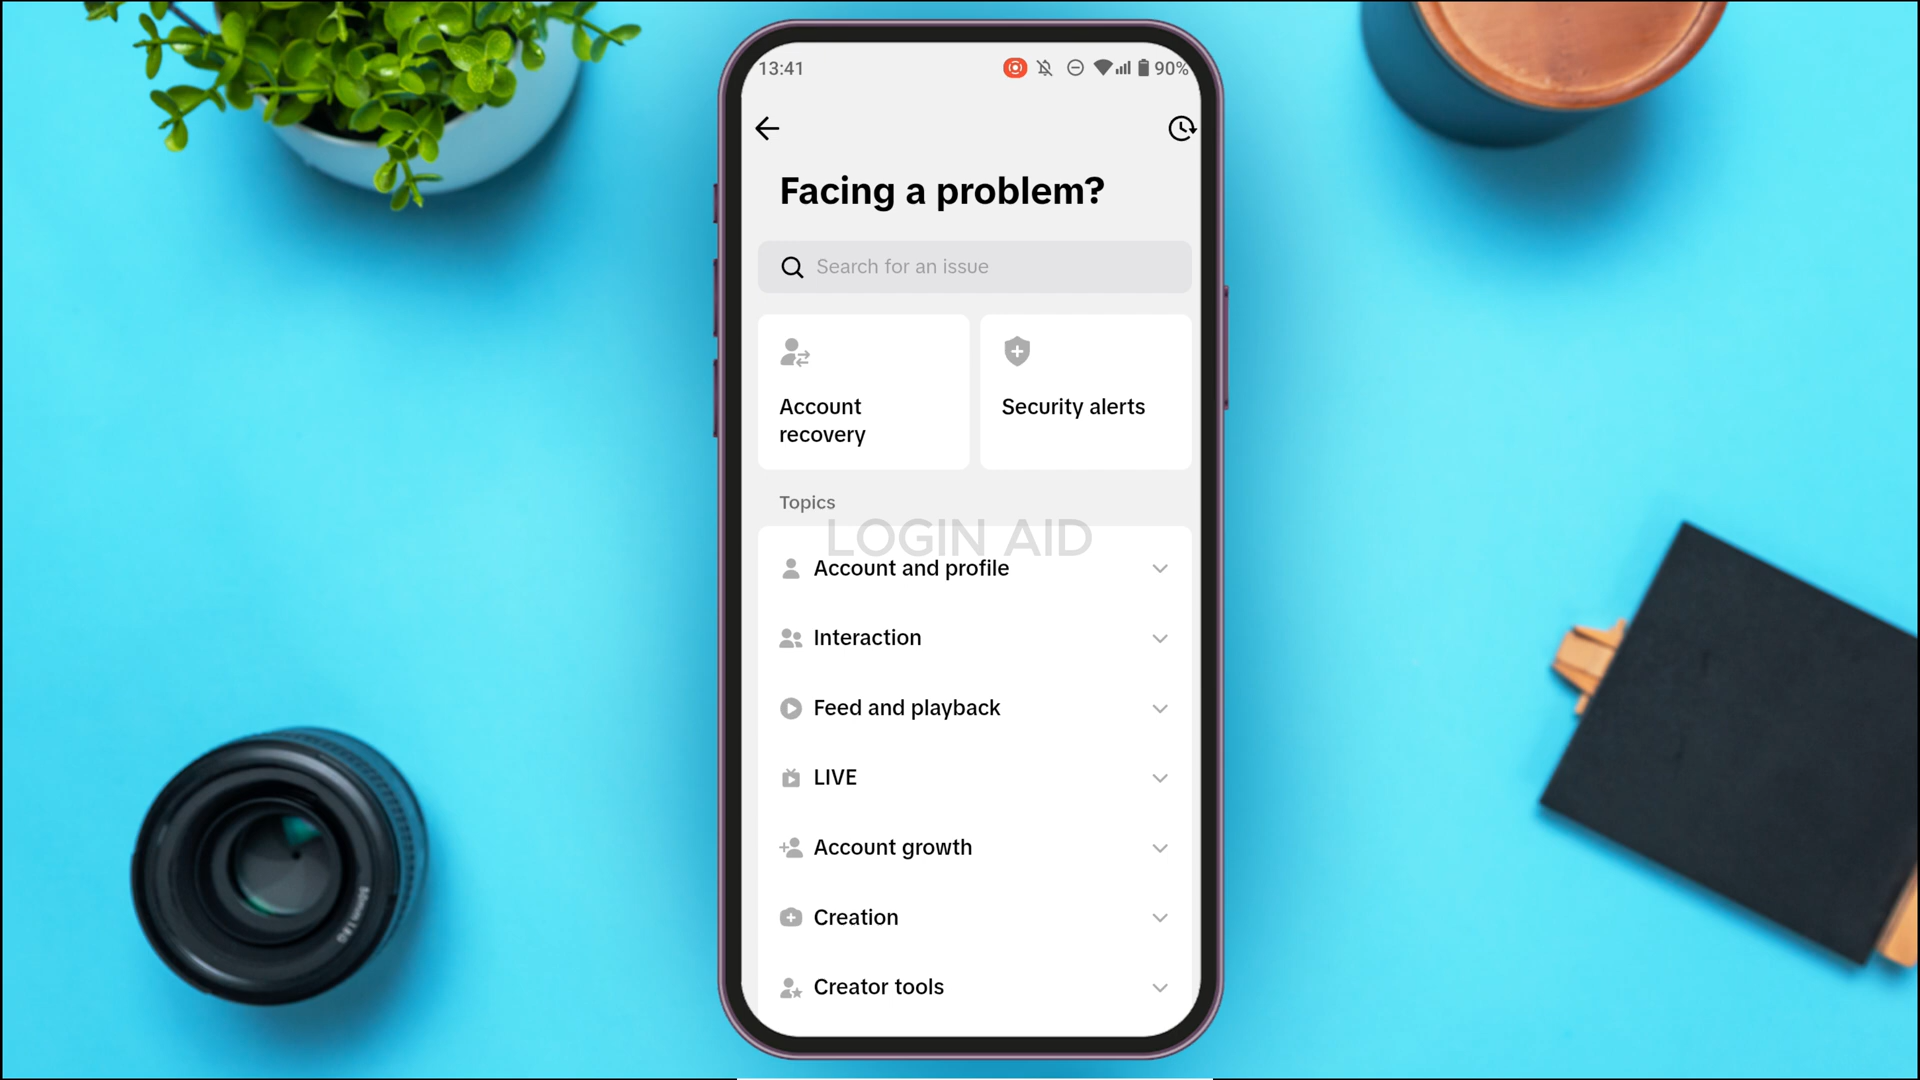 13:41
90%
Facing a problem?
Search for an issue
Account
recovery
Security alerts
Topics
LOGIN AID
Account and profile
Interaction
Feed and playback
LIVE
Account growth
Creation
Creator tools